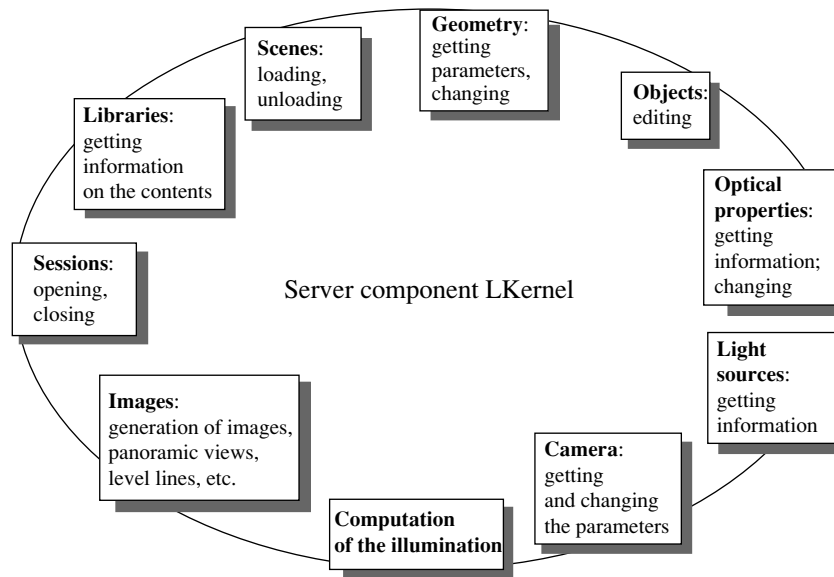 Geometry:
getting
parameters,
changing
Scenes:
loading,
unloading
Objects:
editing
Libraries:
getting
information
on the contents
Optical
properties:
getting
information;
changing
Sessions:
opening,
closing
Server component LKernel
Light
sources:
getting
information
Images:
generation of images,
panoramic views,
level lines, etc.
Camera:
getting
and changing
the parameters
Computation
of the illumination